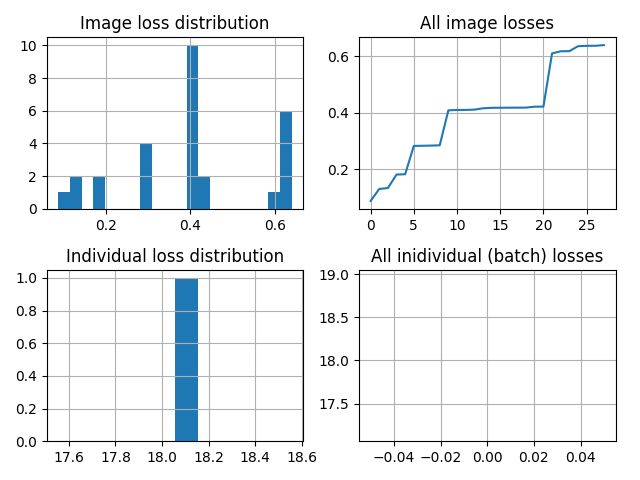 Image loss distribution
10
8
6
4
2
0
0.2 0.4 0.6
All image losses
0.6
0.4
0.2
0 5 10 15 20 25
Individual loss distribution
1.0
0.8
0.6
0.4
0.2
0.0
17.6 17.8 18.0 18.2 18.4 18.6
All inidividual (batch) losses
19.0
18.5
18.0
17.5
−0.04 −0.02 0.00 0.02 0.04